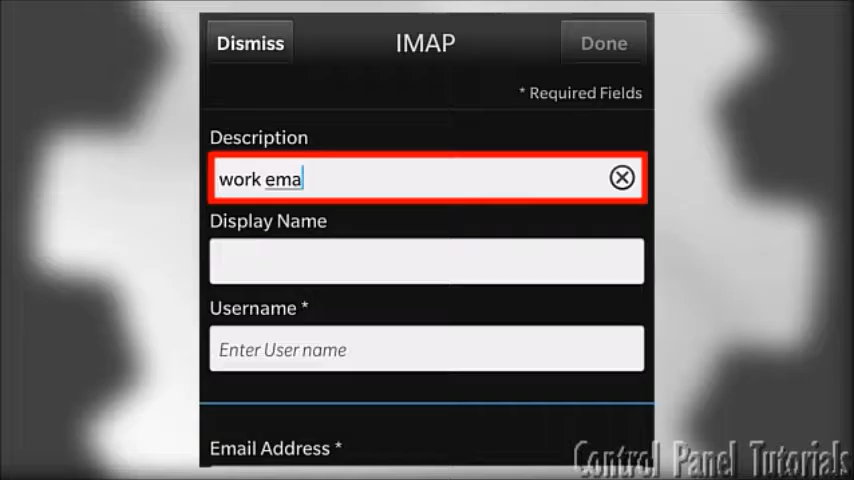 Dismiss IMAP Done
* Required Fields
Description
work ema
Display Name
Username *
Enter User name
Email Address *
Control Panel Tutorials